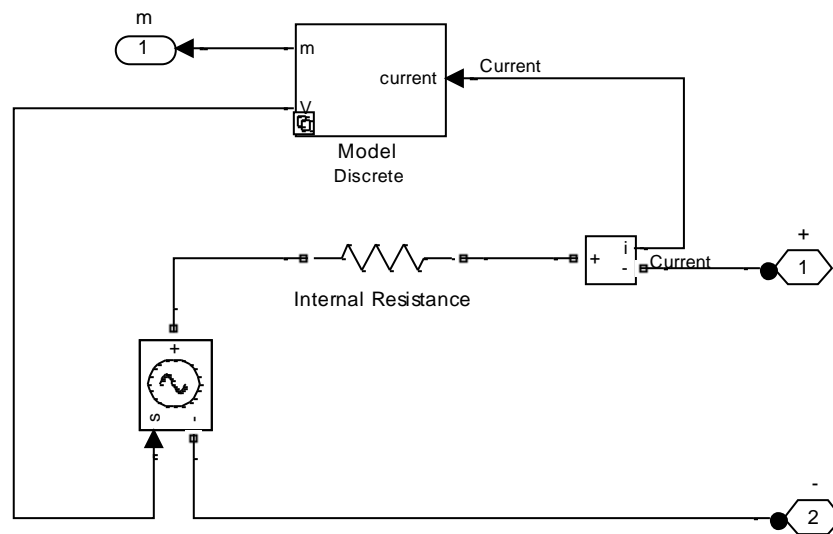 m
1
m
current
Current
V
Model
Discrete
+
i
+
-
Current
1
Internal Resistance
+
s
-
-
2